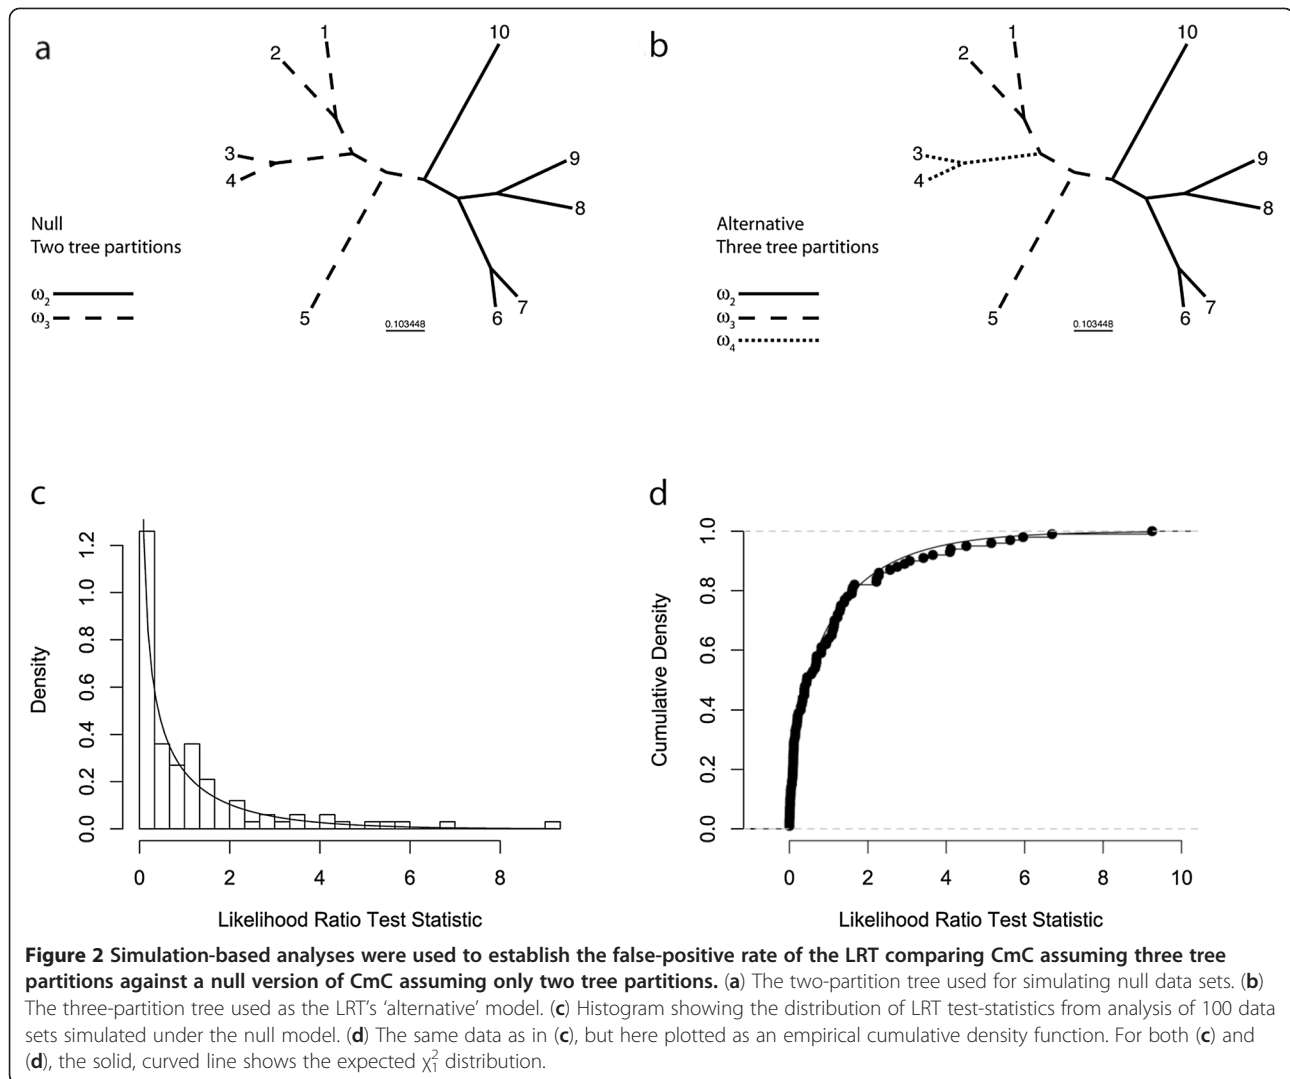 a
1
2
3
4
5
10
9
8
7
6
Null
Two tree partitions
ω2
ω3
0.103448
b
1
2
3
4
5
10
9
8
7
6
Alternative
Three tree partitions
ω2
ω3
ω4
0.103448
c
Density
1.2
1.0
0.8
0.6
0.4
0.2
0.0
0 2 4 6 8
Likelihood Ratio Test Statistic
d
Cumulative Density
1.0
0.8
0.6
0.4
0.2
0.0
0 2 4 6 8 10
Likelihood Ratio Test Statistic
Figure 2 Simulation-based analyses were used to establish the false-positive rate of the LRT comparing CmC assuming three tree
partitions against a null version of CmC assuming only two tree partitions. (a) The two-partition tree used for simulating null data sets. (b)
The three-partition tree used as the LRT's ‘alternative’ model. (c) Histogram showing the distribution of LRT test-statistics from analysis of 100 data
sets simulated under the null model. (d) The same data as in (c), but here plotted as an empirical cumulative density function. For both (c) and
(d), the solid, curved line shows the expected χ²₁ distribution.